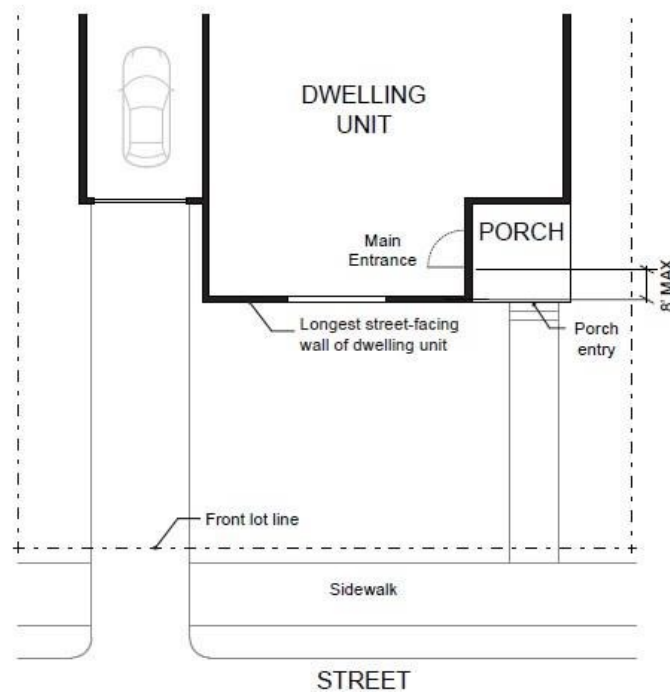 DWELLING
UNIT
Main
Entrance
PORCH
8' MAX
Longest street-facing
wall of dwelling unit
Porch
entry
Front lot line
Sidewalk
STREET